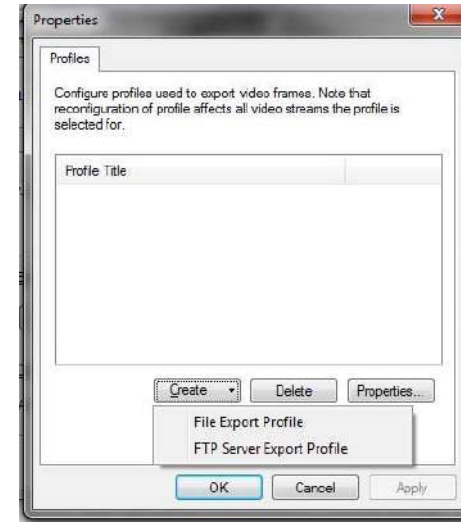 Properties
Profiles
Configure profiles used to export video frames. Note that
reconfiguration of profile affects all video streams the profile is
selected for.
Profile Title
Create
Delete
Properties...
File Export Profile
FTP Server Export Profile
OK
Cancel
Apply